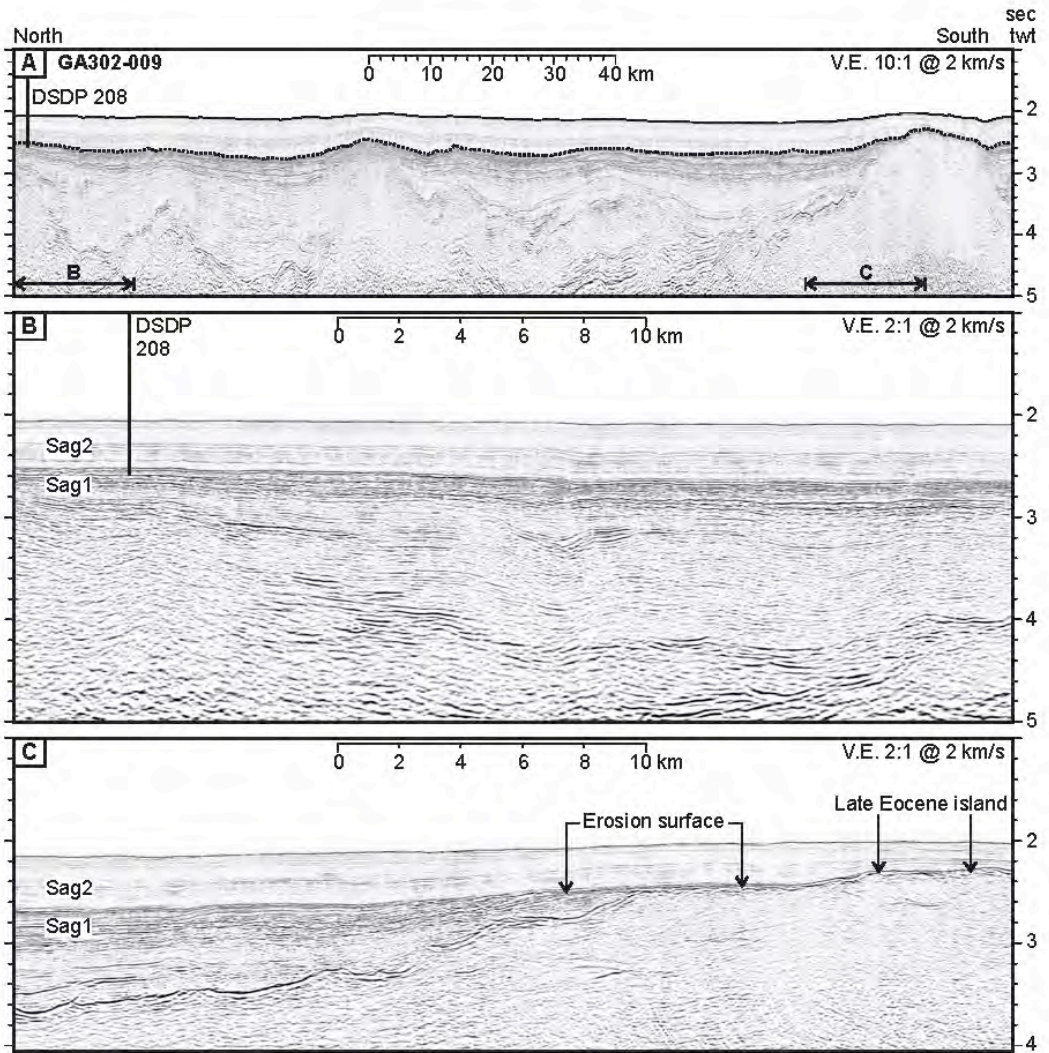 North South sec
twt
A GA302-009 0 10 20 30 40 km V.E. 10:1 @ 2 km/s
DSDP 208
2
3
4
5
B C
B DSDP
208
0 2 4 6 8 10 km V.E. 2:1 @ 2 km/s
2
Sag2
Sag1
3
4
5
C 0 2 4 6 8 10 km V.E. 2:1 @ 2 km/s
Erosion surface Late Eocene island
2
Sag2
Sag1
3
4